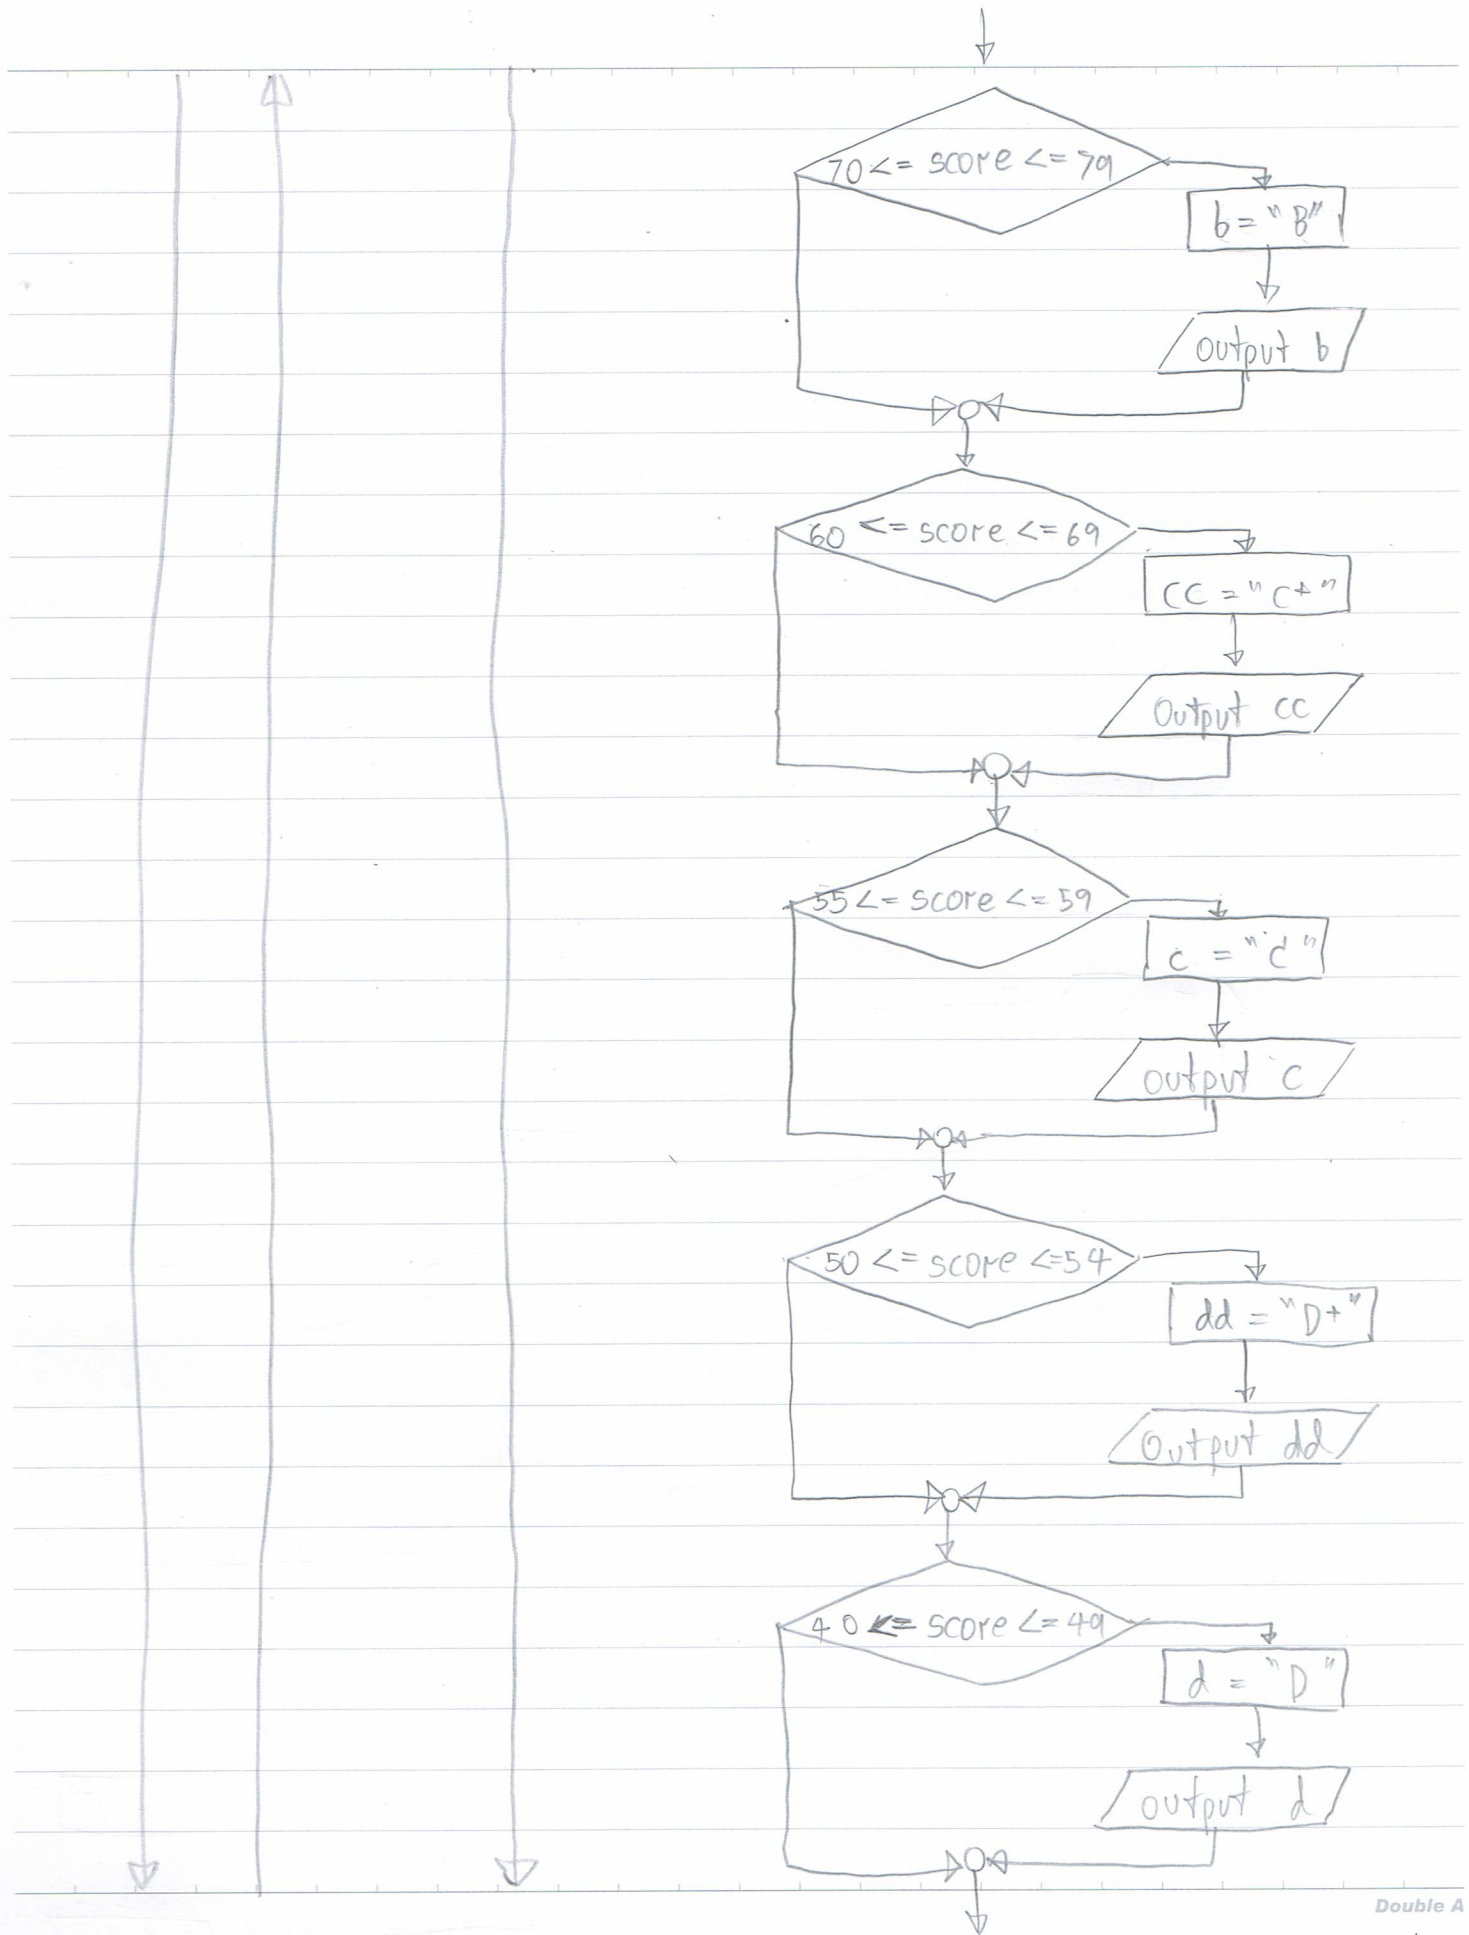 70 <= score <= 79
b = "B"
output b
60 <= score <= 69
cc = "c+"
Output cc
55 <= score <= 59
c = "c"
output c
50 <= score <= 54
dd = "D+"
Output dd
40 <= score <= 49
d = "D"
output d
Double A